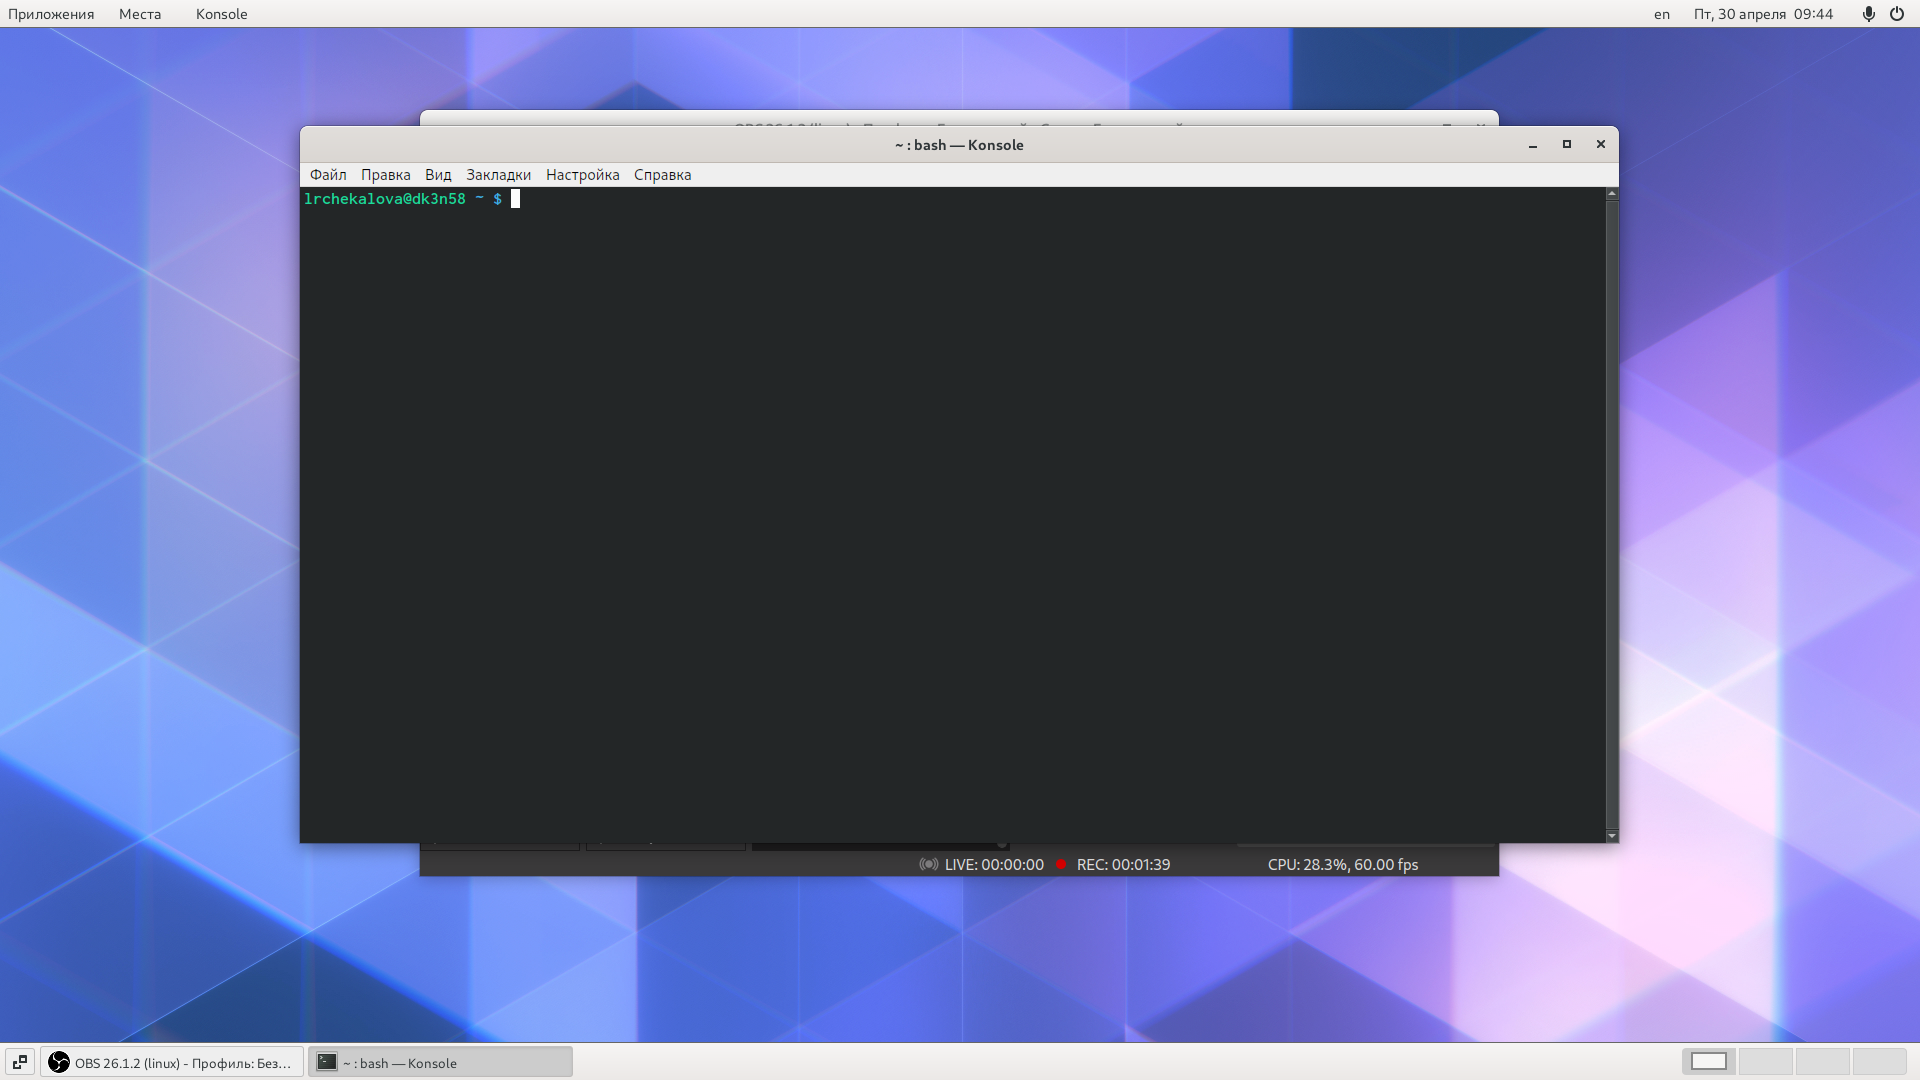 Приложения Места Konsole en Пт, 30 апреля 09:44
~ : bash — Konsole
Файл Правка Вид Закладки Настройка Справка
lrchekalova@dk3n58 ~ $
LIVE: 00:00:00 REC: 00:01:39 CPU: 28.3%, 60.00 fps
OBS 26.1.2 (linux) - Профиль: Без... ~ : bash — Konsole